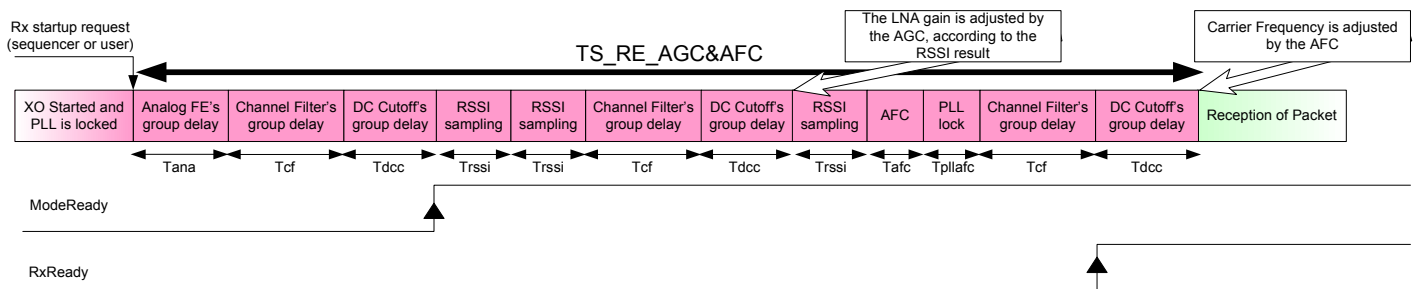 Rx startup request
(sequencer or user)
The LNA gain is adjusted by
the AGC, according to the
RSSI result
Carrier Frequency is adjusted
by the AFC
TS_RE_AGC&AFC
XO Started and
PLL is locked
Analog FE's
group delay
Channel Filter's
group delay
DC Cutoff's
group delay
RSSI
sampling
RSSI
sampling
Channel Filter's
group delay
DC Cutoff's
group delay
RSSI
sampling
AFC
PLL
lock
Channel Filter's
group delay
DC Cutoff's
group delay
Reception of Packet
Tana
Tcf
Tdcc
Trssi
Trssi
Tcf
Tdcc
Trssi
Tafc
Tpllafc
Tcf
Tdcc
ModeReady
RxReady